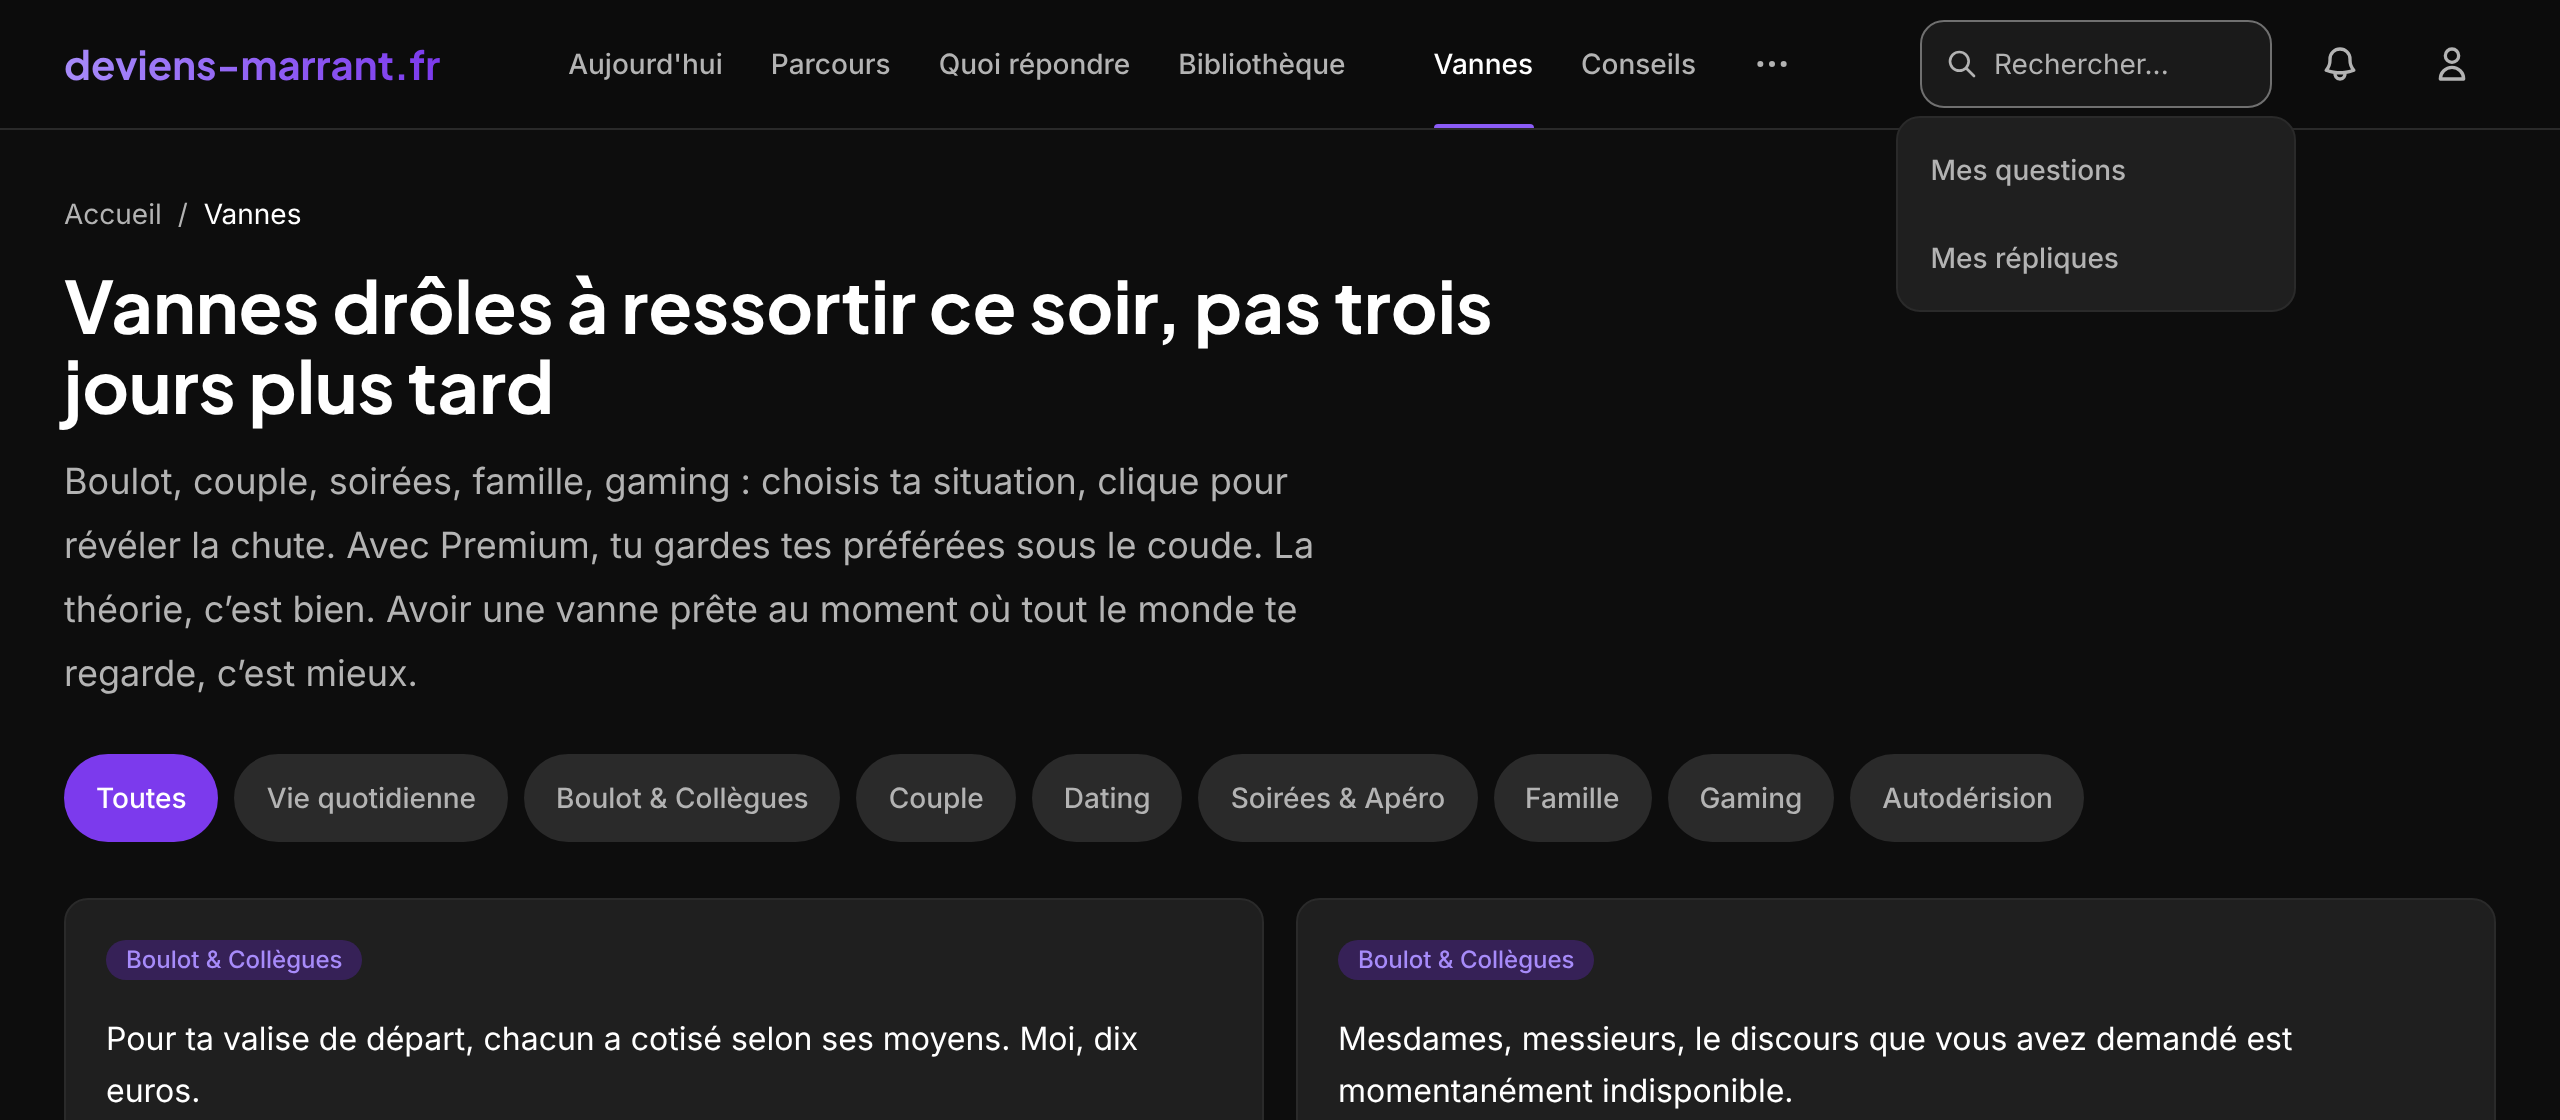 deviens-marrant.fr
Aujourd'hui
Parcours
Quoi répondre
Bibliothèque
Vannes
Conseils
Rechercher...
Mes questions
Mes répliques
Accueil / Vannes
Vannes drôles à ressortir ce soir, pas trois
jours plus tard
Boulot, couple, soirées, famille, gaming : choisis ta situation, clique pour
révéler la chute. Avec Premium, tu gardes tes préférées sous le coude. La
théorie, c’est bien. Avoir une vanne prête au moment où tout le monde te
regarde, c’est mieux.
Toutes
Vie quotidienne
Boulot & Collègues
Couple
Dating
Soirées & Apéro
Famille
Gaming
Autodérision
Boulot & Collègues
Pour ta valise de départ, chacun a cotisé selon ses moyens. Moi, dix
euros.
Boulot & Collègues
Mesdames, messieurs, le discours que vous avez demandé est
momentanément indisponible.